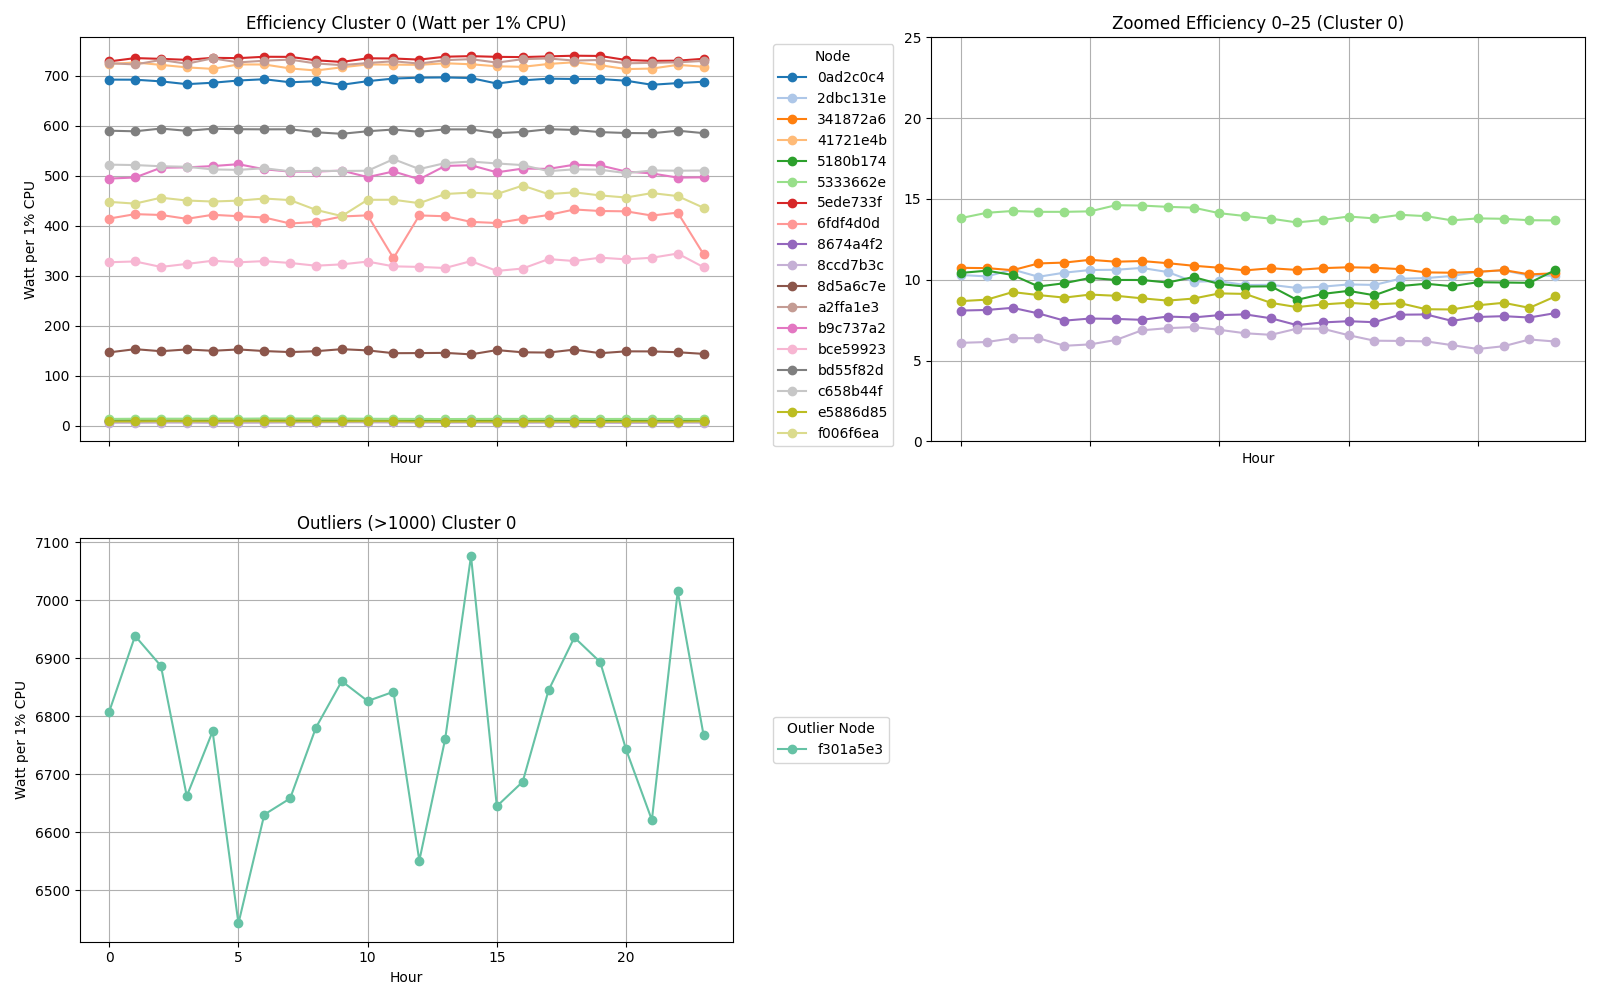 Efficiency Cluster 0 (Watt per 1% CPU)
Watt per 1% CPU
700
600
500
400
300
200
100
0
Hour
Node
0ad2c0c4
2dbc131e
341872a6
41721e4b
5180b174
5333662e
5ede733f
6fdf4d0d
8674a4f2
8ccd7b3c
8d5a6c7e
a2ffa1e3
b9c737a2
bce59923
bd55f82d
c658b44f
e5886d85
f006f6ea
Zoomed Efficiency 0–25 (Cluster 0)
25
20
15
10
5
0
Hour
Outliers (>1000) Cluster 0
Watt per 1% CPU
7100
7000
6900
6800
6700
6600
6500
0 5 10 15 20
Hour
Outlier Node
f301a5e3